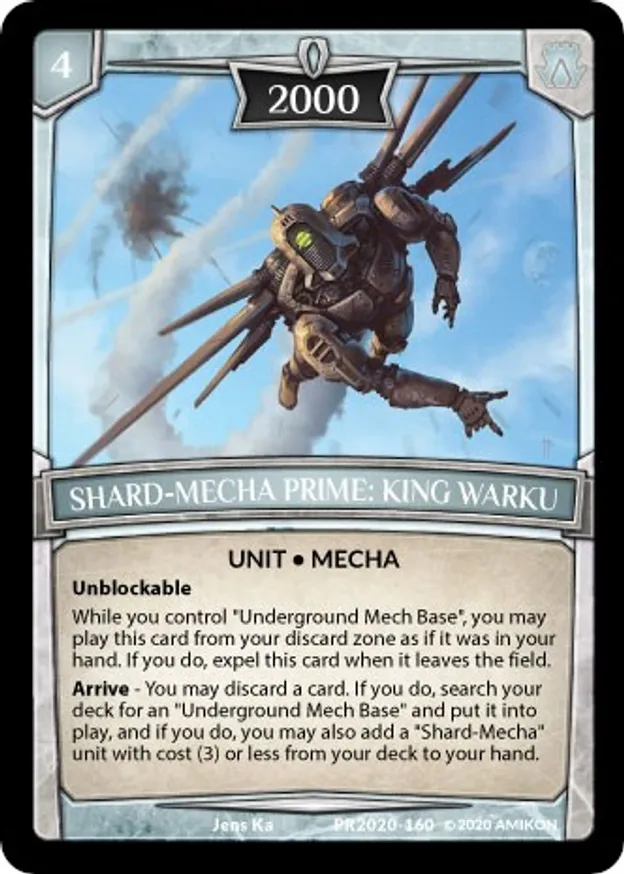 4
2000
SHARD-MECHA PRIME: KING WARKU
UNIT • MECHA
Unblockable
While you control "Underground Mech Base", you may
play this card from your discard zone as if it was in your
hand. If you do, expel this card when it leaves the field.
Arrive - You may discard a card. If you do, search your
deck for an "Underground Mech Base" and put it into
play, and if you do, you may also add a "Shard-Mecha"
unit with cost (3) or less from your deck to your hand.
Jens Ka PR2020-160 © 2020 AMIKON